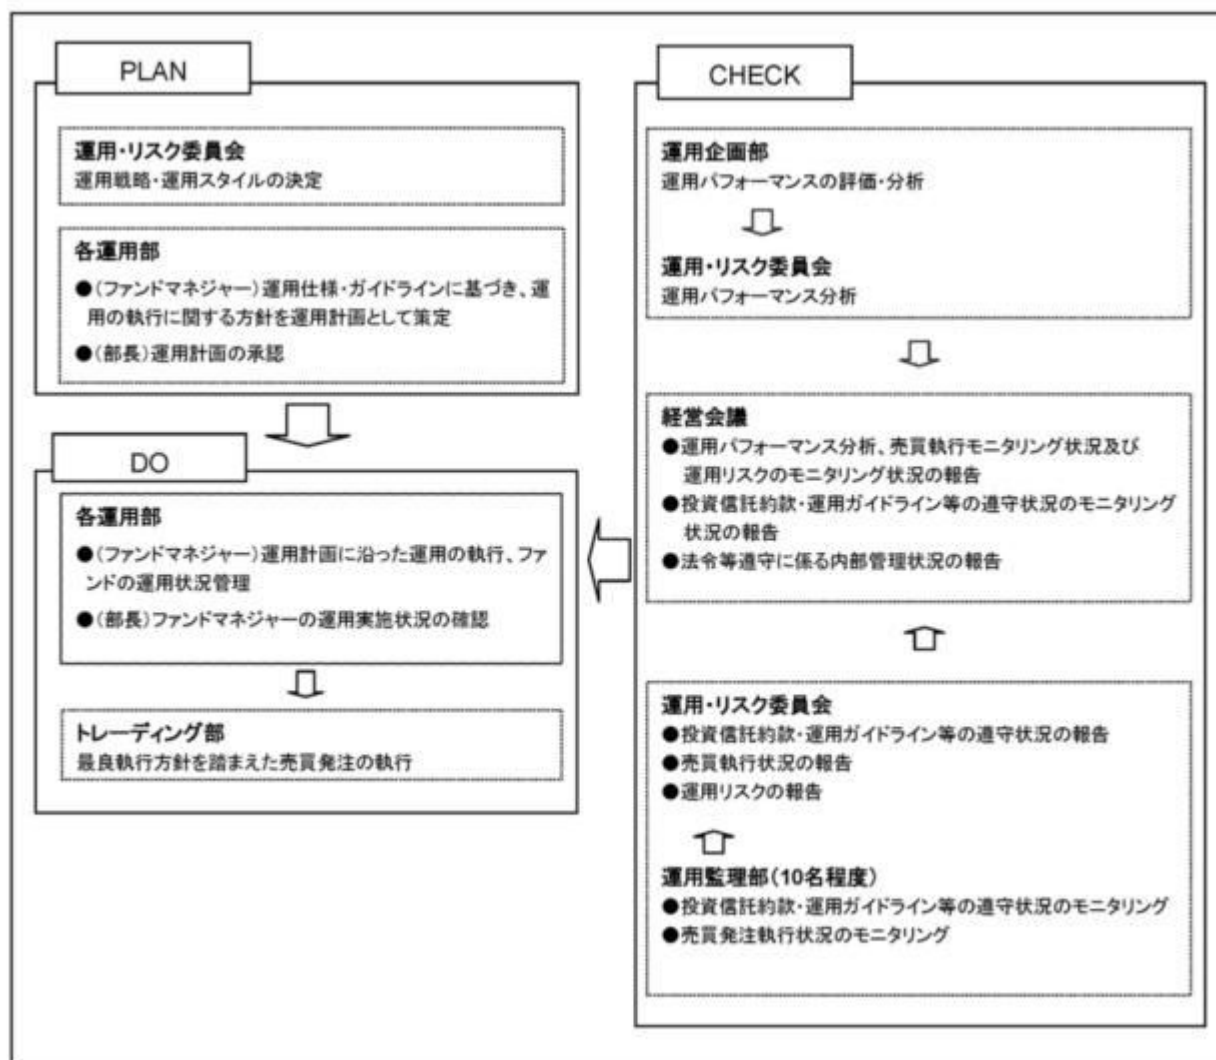 PLAN
運用・リスク委員会
運用戦略・運用スタイルの決定
各運用部
●(ファンドマネジャー)運用仕様・ガイドラインに基づき、運
用の執行に関する方針を運用計画として策定
●(部長)運用計画の承認
DO
各運用部
●(ファンドマネジャー)運用計画に沿った運用の執行、ファ
ンドの運用状況管理
●(部長)ファンドマネジャーの運用実施状況の確認
トレーディング部
最良執行方針を踏まえた売買発注の執行
CHECK
運用企画部
運用パフォーマンスの評価・分析
運用・リスク委員会
運用パフォーマンス分析
経営会議
●運用パフォーマンス分析、売買執行モニタリング状況及び
運用リスクのモニタリング状況の報告
●投資信託約款・運用ガイドライン等の遵守状況のモニタリング
状況の報告
●法令等遵守に係る内部管理状況の報告
運用・リスク委員会
●投資信託約款・運用ガイドライン等の遵守状況の報告
●売買執行状況の報告
●運用リスクの報告
運用監理部(10名程度)
●投資信託約款・運用ガイドライン等の遵守状況のモニタリング
●売買発注執行状況のモニタリング